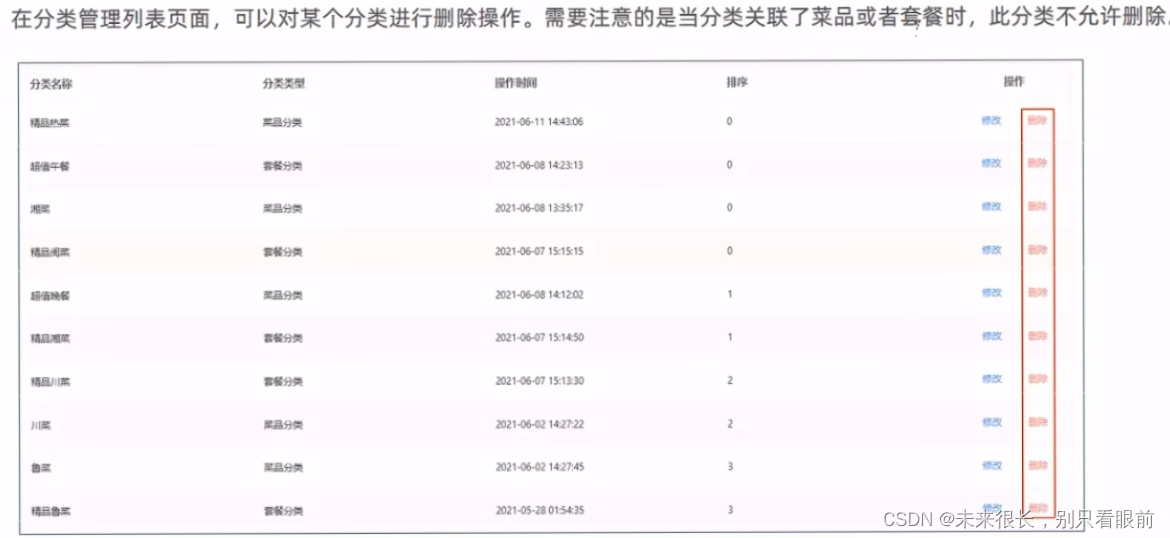 在分类管理列表页面，可以对某个分类进行删除操作。需要注意的是当分类关联了菜品或者套餐时，此分类不允许删除。
分类名称 分类类型 操作时间 排序 操作
精品热菜 菜品分类 2021-06-11 14:43:06 0 修改 删除
超值午餐 套餐分类 2021-06-08 14:23:13 0 修改 删除
湘菜 菜品分类 2021-06-08 13:35:17 0 修改 删除
精品闽菜 套餐分类 2021-06-07 15:15:15 0 修改 删除
超值晚餐 菜品分类 2021-06-08 14:12:02 1 修改 删除
精品湘菜 套餐分类 2021-06-07 15:14:50 1 修改 删除
精品川菜 套餐分类 2021-06-07 15:13:30 2 修改 删除
川菜 菜品分类 2021-06-02 14:27:22 2 修改 删除
鲁菜 菜品分类 2021-06-02 14:27:45 3 修改 删除
精品鲁菜 套餐分类 2021-05-28 01:54:35 3 修改 删除
CSDN @未来很长，别只看眼前